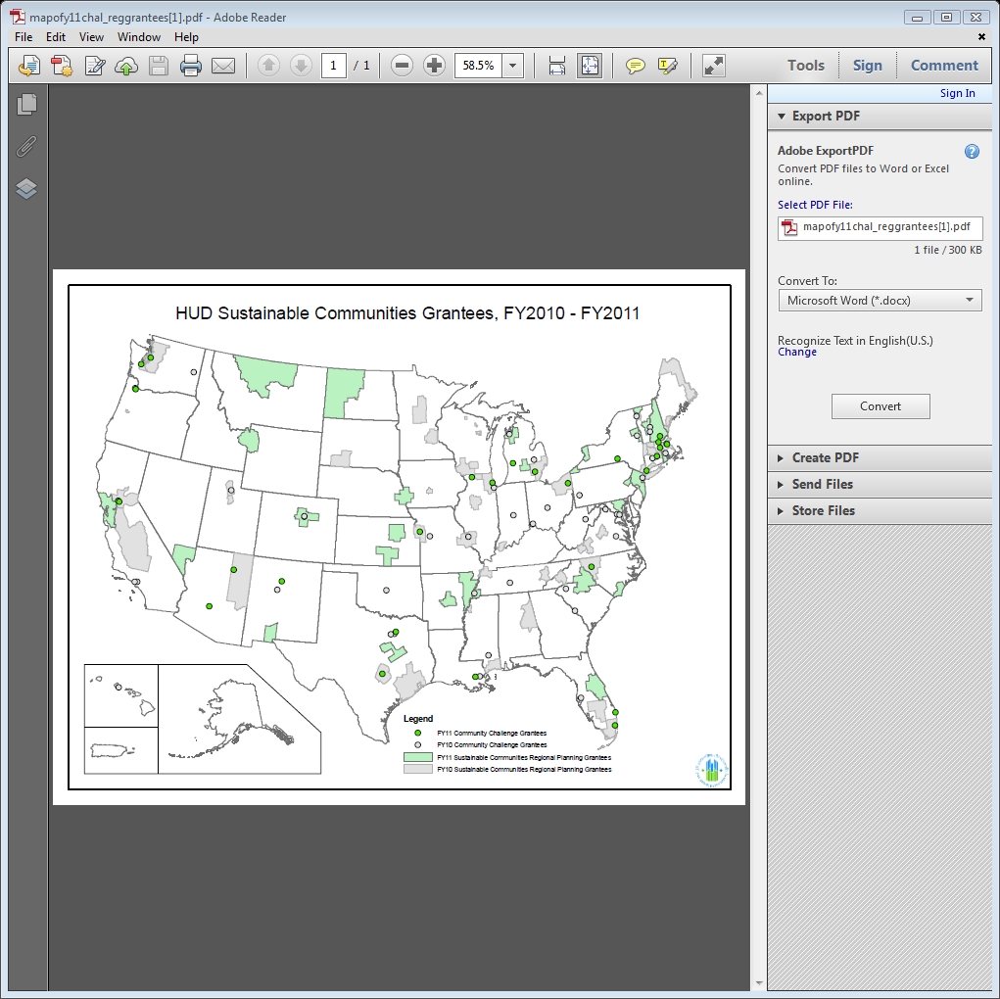 mapofy11chal_reggrantees[1].pdf - Adobe Reader
File Edit View Window Help
1 / 1 58.5% Tools Sign Comment
Sign In
Export PDF
Adobe ExportPDF
Convert PDF files to Word or Excel
online.
Select PDF File:
mapofy11chal_reggrantees[1].pdf
1 file / 300 KB
Convert To:
Microsoft Word (*.docx)
Recognize Text in English(U.S.)
Change
Convert
Create PDF
Send Files
Store Files
HUD Sustainable Communities Grantees, FY2010 - FY2011
Legend
FY11 Community Challenge Grantees
FY10 Community Challenge Grantees
FY11 Sustainable Communities Regional Planning Grantees
FY10 Sustainable Communities Regional Planning Grantees